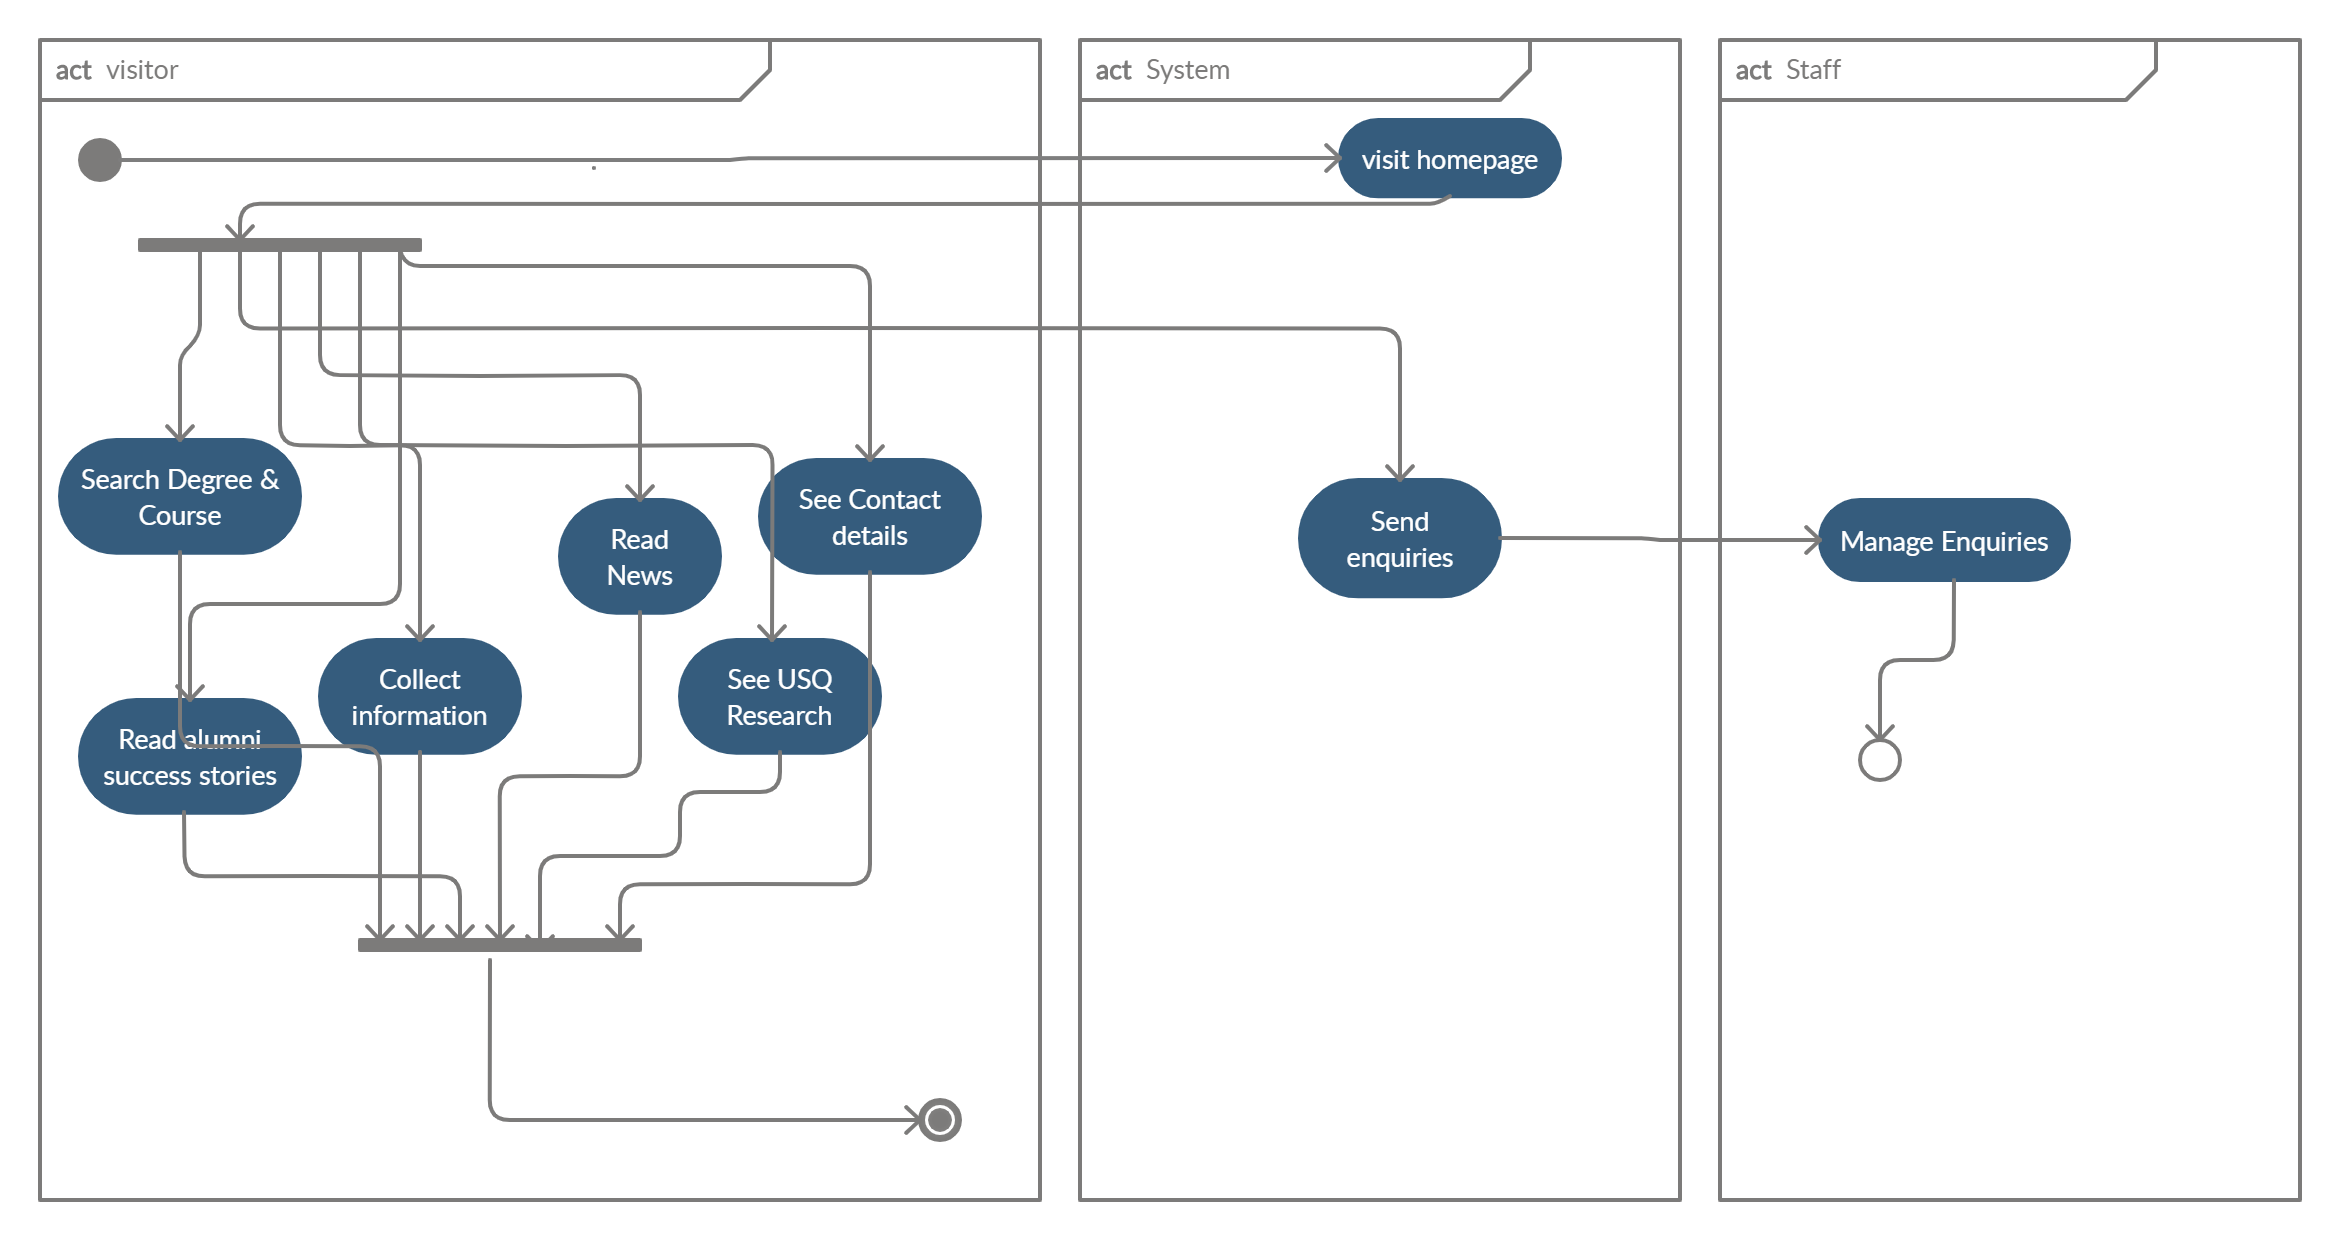 act visitor
act System
act Staff
visit homepage
Search Degree &
Course
Read
News
See Contact
details
Send
enquiries
Manage Enquiries
Read alumni
success stories
Collect
information
See USQ
Research